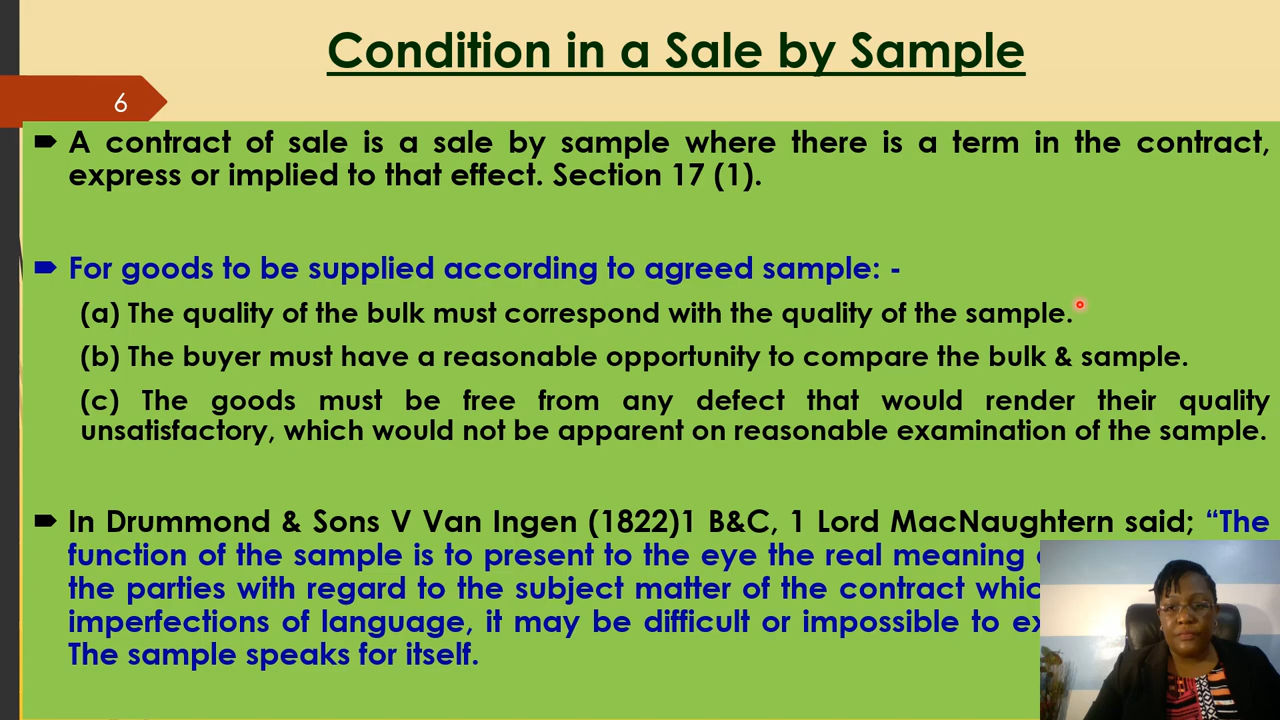 Condition in a Sale by Sample
6
A contract of sale is a sale by sample where there is a term in the contract,
express or implied to that effect. Section 17 (1).
For goods to be supplied according to agreed sample: -
(a) The quality of the bulk must correspond with the quality of the sample.
(b) The buyer must have a reasonable opportunity to compare the bulk & sample.
(c) The goods must be free from any defect that would render their quality
unsatisfactory, which would not be apparent on reasonable examination of the sample.
In Drummond & Sons V Van Ingen (1822)1 B&C, 1 Lord MacNaughtern said; “The
function of the sample is to present to the eye the real meaning
the parties with regard to the subject matter of the contract
imperfections of language, it may be difficult or impossible to
The sample speaks for itself.